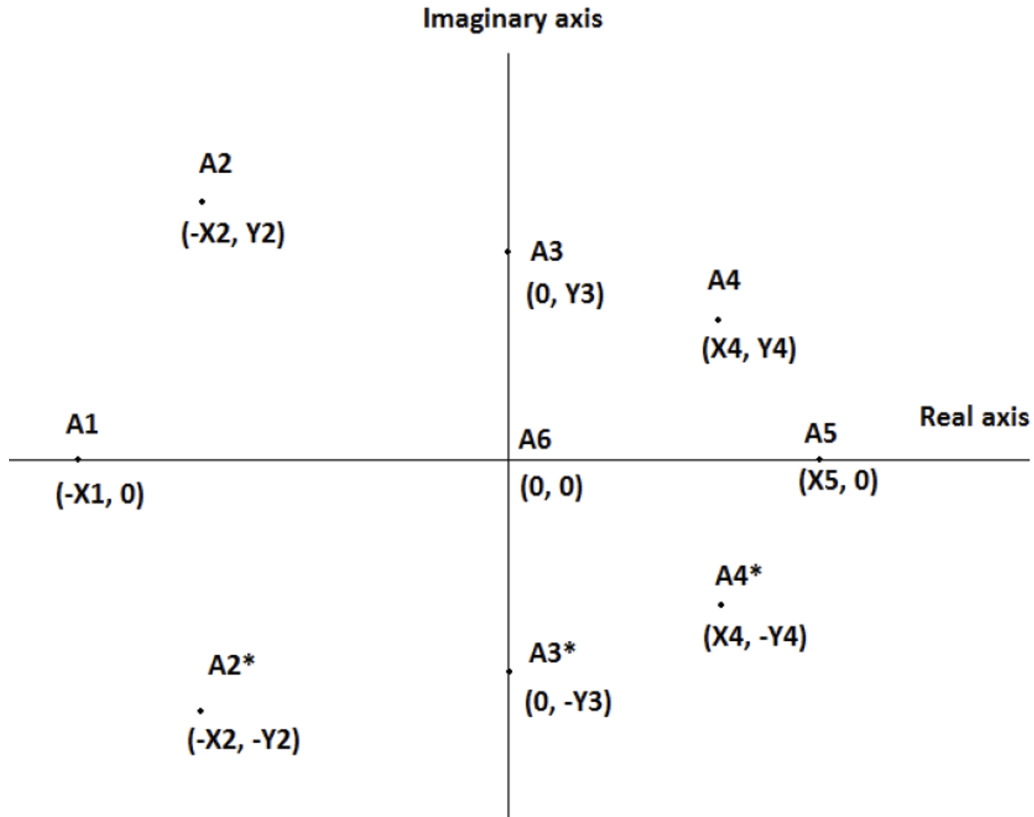 Imaginary axis
A2
(-X2, Y2)
A3
(0, Y3)
A4
(X4, Y4)
Real axis
A1
(-X1, 0)
A6
(0, 0)
A5
(X5, 0)
A4*
(X4, -Y4)
A2*
(-X2, -Y2)
A3*
(0, -Y3)